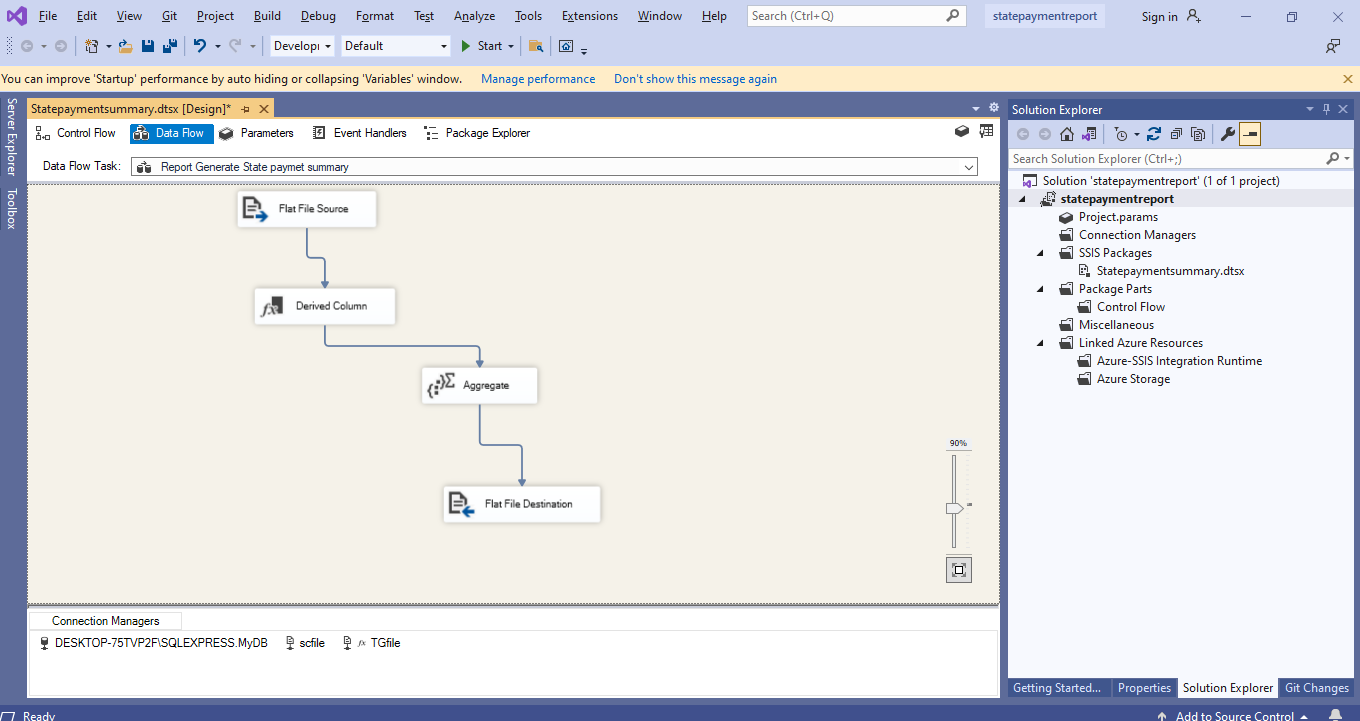 File Edit View Git Project Build Debug Format Test Analyze Tools Extensions Window Help Search (Ctrl+Q) statepaymentreport Sign in
Develop Default Start
You can improve 'Startup' performance by auto hiding or collapsing 'Variables' window. Manage performance Don't show this message again
Server Explorer
Toolbox
Statepaymentsummary.dtsx [Design]*
Control Flow Data Flow Parameters Event Handlers Package Explorer
Data Flow Task: Report Generate State paymet summary
Flat File Source
Derived Column
Aggregate
Flat File Destination
90%
Connection Managers
DESKTOP-75TVP2F\SQLEXPRESS.MyDB scfile fx TGfile
Solution Explorer
Search Solution Explorer (Ctrl+;)
Solution 'statepaymentreport' (1 of 1 project)
statepaymentreport
Project.params
Connection Managers
SSIS Packages
Statepaymentsummary.dtsx
Package Parts
Control Flow
Miscellaneous
Linked Azure Resources
Azure-SSIS Integration Runtime
Azure Storage
Getting Started... Properties Solution Explorer Git Changes
Ready Add to Source Control